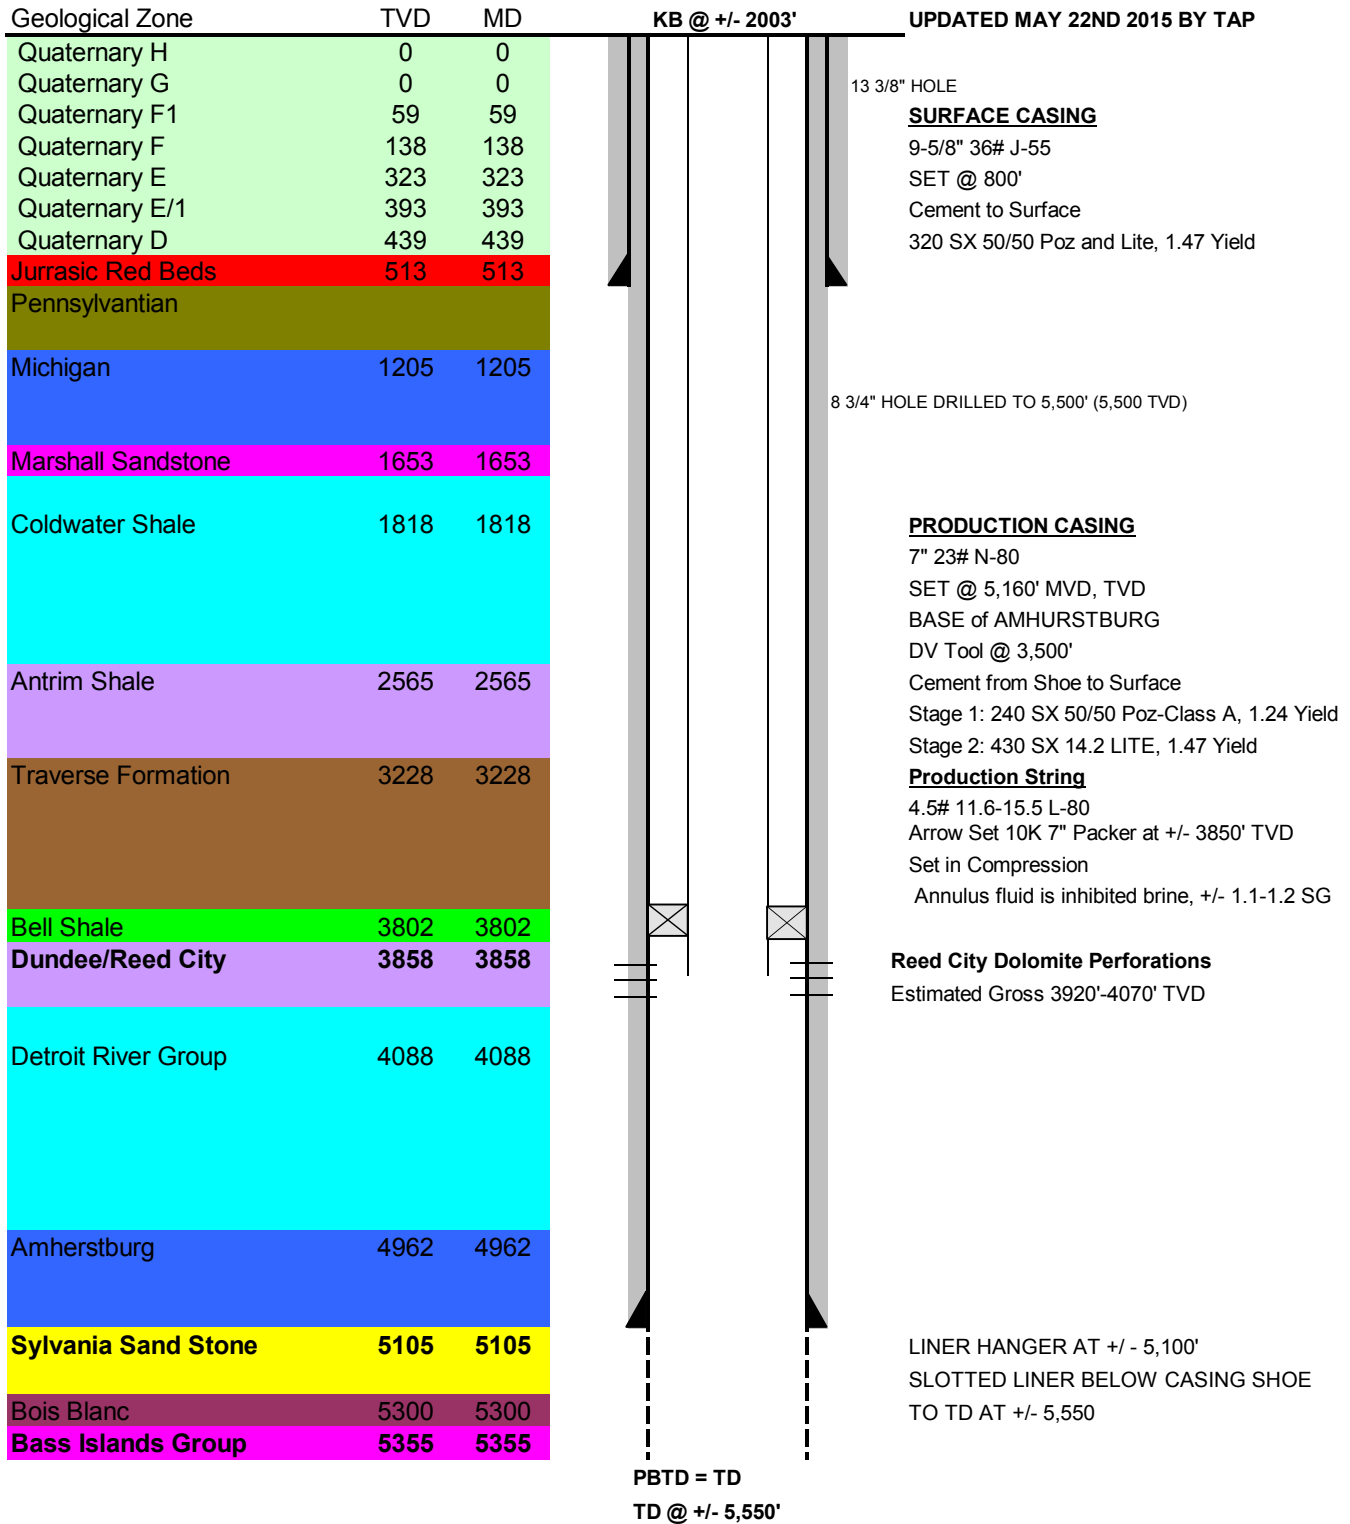 Geological Zone TVD MD KB @ +/- 2003' UPDATED MAY 22ND 2015 BY TAP
Quaternary H 0 0
Quaternary G 0 0
13 3/8" HOLE
Quaternary F1 59 59 SURFACE CASING
Quaternary F 138 138 9-5/8" 36# J-55
Quaternary E 323 323 SET @ 800'
Quaternary E/1 393 393 Cement to Surface
Quaternary D 439 439 320 SX 50/50 Poz and Lite, 1.47 Yield
Jurrasic Red Beds 513 513
Pennsylvantian
Michigan 1205 1205
8 3/4" HOLE DRILLED TO 5,500' (5,500 TVD)
Marshall Sandstone 1653 1653
Coldwater Shale 1818 1818 PRODUCTION CASING
7" 23# N-80
SET @ 5,160' MVD, TVD
BASE of AMHURSTBURG
DV Tool @ 3,500'
Antrim Shale 2565 2565 Cement from Shoe to Surface
Stage 1: 240 SX 50/50 Poz-Class A, 1.24 Yield
Stage 2: 430 SX 14.2 LITE, 1.47 Yield
Traverse Formation 3228 3228 Production String
4.5# 11.6-15.5 L-80
Arrow Set 10K 7" Packer at +/- 3850' TVD
Set in Compression
Annulus fluid is inhibited brine, +/- 1.1-1.2 SG
Bell Shale 3802 3802
Dundee/Reed City 3858 3858 Reed City Dolomite Perforations
Estimated Gross 3920'-4070' TVD
Detroit River Group 4088 4088
Amherstburg 4962 4962
Sylvania Sand Stone 5105 5105 LINER HANGER AT +/ - 5,100'
SLOTTED LINER BELOW CASING SHOE
Bois Blanc 5300 5300 TO TD AT +/- 5,550
Bass Islands Group 5355 5355
PBTD = TD
TD @ +/- 5,550'